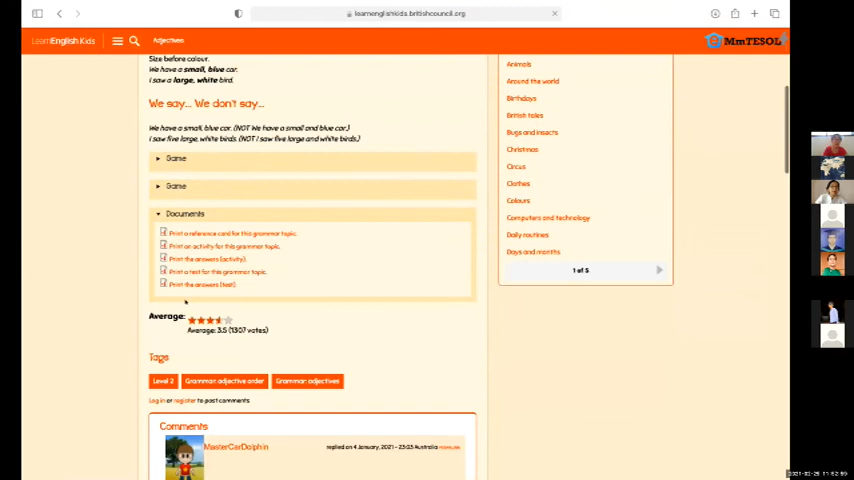 learnenglishkids.britishcouncil.org
LearnEnglish Kids
Adjectives
MmTESOL
Size before colour.
We have a small, blue car.
I saw a large, white bird.
We say... We don't say...
We have a small, blue car. (NOT We have a small and blue car.)
I saw five large, white birds. (NOT I saw five large and white birds.)
Game
Game
Documents
Print a reference card for this grammar topic.
Print an activity for this grammar topic.
Print the answers (activity).
Print a test for this grammar topic.
Print the answers (test)
Average:
Average: 3.5 (1307 votes)
Tags
Level 2
Grammar: adjective order
Grammar: adjectives
Log in or register to post comments
Comments
MasterCarDolphin
replied on 4 January, 2021 - 23:03 Australia
Animals
Around the world
Birthdays
British tales
Bugs and insects
Christmas
Circus
Clothes
Colours
Computers and technology
Daily routines
Days and months
1 of 5